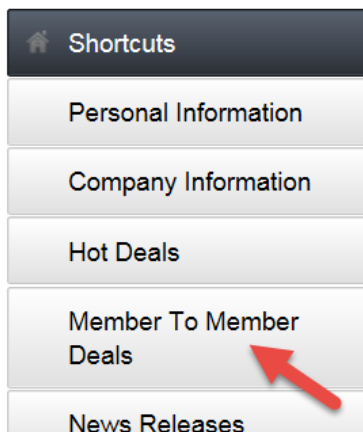 Shortcuts
Personal Information
Company Information
Hot Deals
Member To Member
Deals
News Releases